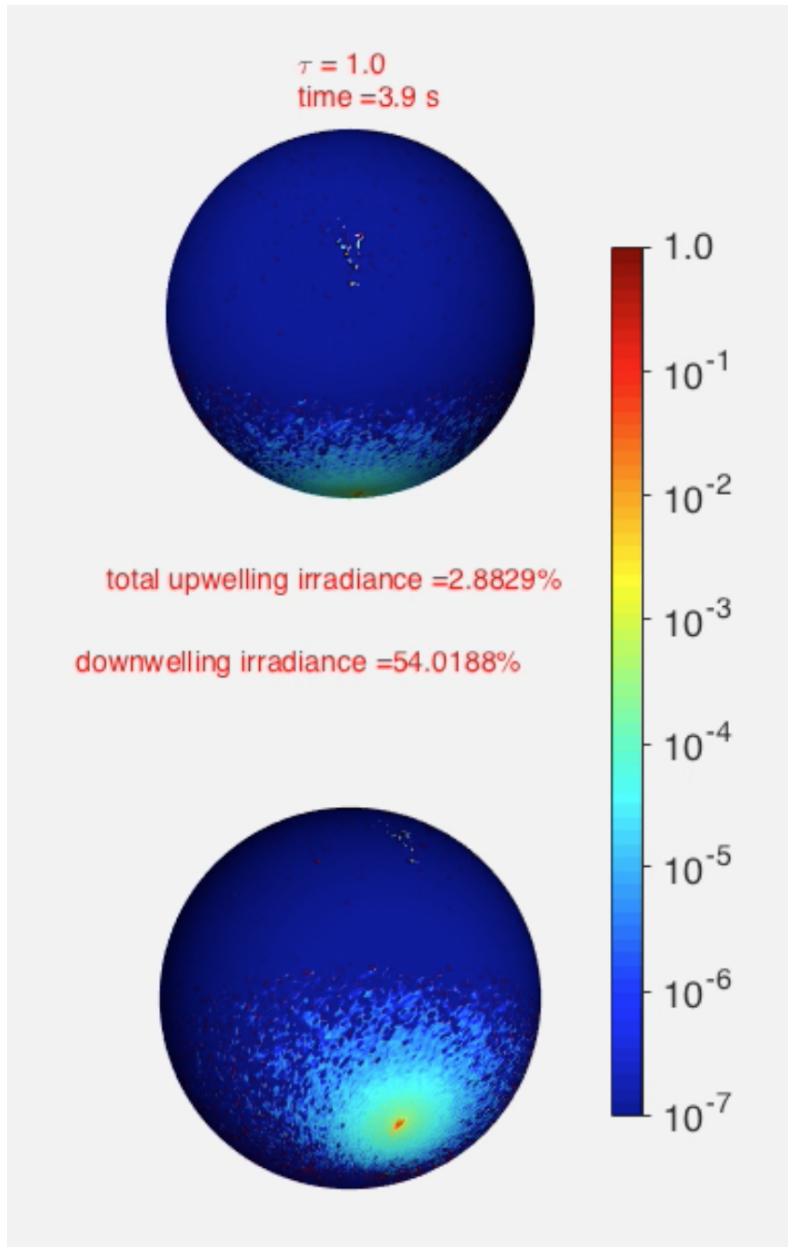 τ = 1.0
time =3.9 s
1.0
10⁻¹
10⁻²
total upwelling irradiance =2.8829%
10⁻³
downwelling irradiance =54.0188%
10⁻⁴
10⁻⁵
10⁻⁶
10⁻⁷